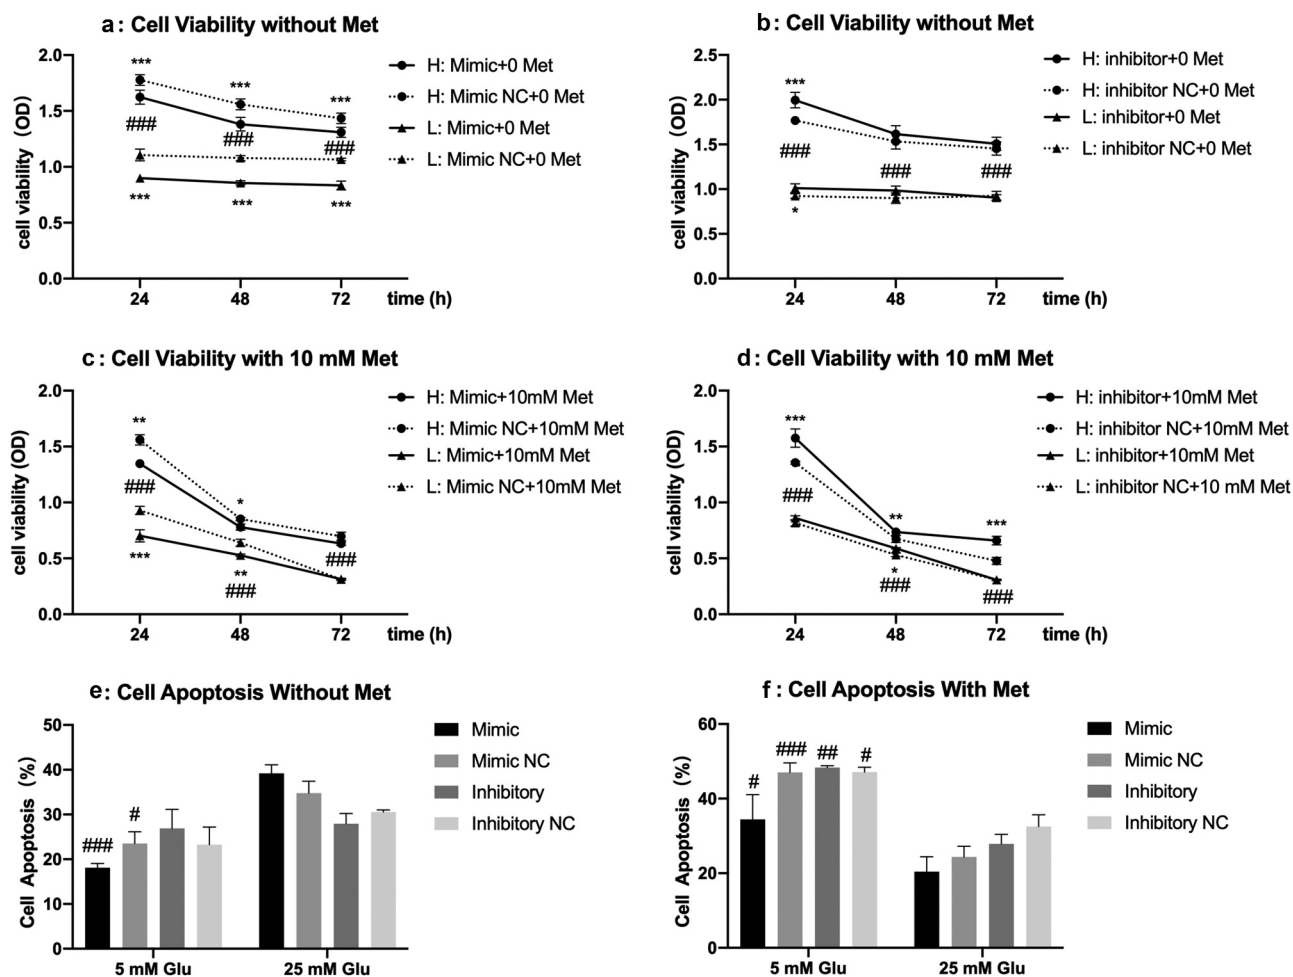 a: Cell Viability without Met
cell viability (OD)
2.0
1.5
1.0
0.5
0.0
***
***
***
###
###
###
***
***
***
24
48
72
time (h)
H: Mimic+0 Met
H: Mimic NC+0 Met
L: Mimic+0 Met
L: Mimic NC+0 Met
b: Cell Viability without Met
cell viability (OD)
2.5
2.0
1.5
1.0
0.5
0.0
***
###
###
###
*
24
48
72
time (h)
H: inhibitor+0 Met
H: inhibitor NC+0 Met
L: inhibitor+0 Met
L: inhibitor NC+0 Met
c: Cell Viability with 10 mM Met
cell viability (OD)
2.0
1.5
1.0
0.5
0.0
**
*
###
###
***
**
###
24
48
72
time (h)
H: Mimic+10mM Met
H: Mimic NC+10mM Met
L: Mimic+10mM Met
L: Mimic NC+10mM Met
d: Cell Viability with 10 mM Met
cell viability (OD)
2.0
1.5
1.0
0.5
0.0
***
###
**
***
*
###
###
24
48
72
time (h)
H: inhibitor+10mM Met
H: inhibitor NC+10mM Met
L: inhibitor+10mM Met
L: inhibitor NC+10 mM Met
e: Cell Apoptosis Without Met
Cell Apoptosis (%)
50
40
30
20
10
0
###
#
5 mM Glu
25 mM Glu
Mimic
Mimic NC
Inhibitory
Inhibitory NC
f: Cell Apoptosis With Met
Cell Apoptosis (%)
60
40
20
0
#
###
##
#
5 mM Glu
25 mM Glu
Mimic
Mimic NC
Inhibitory
Inhibitory NC